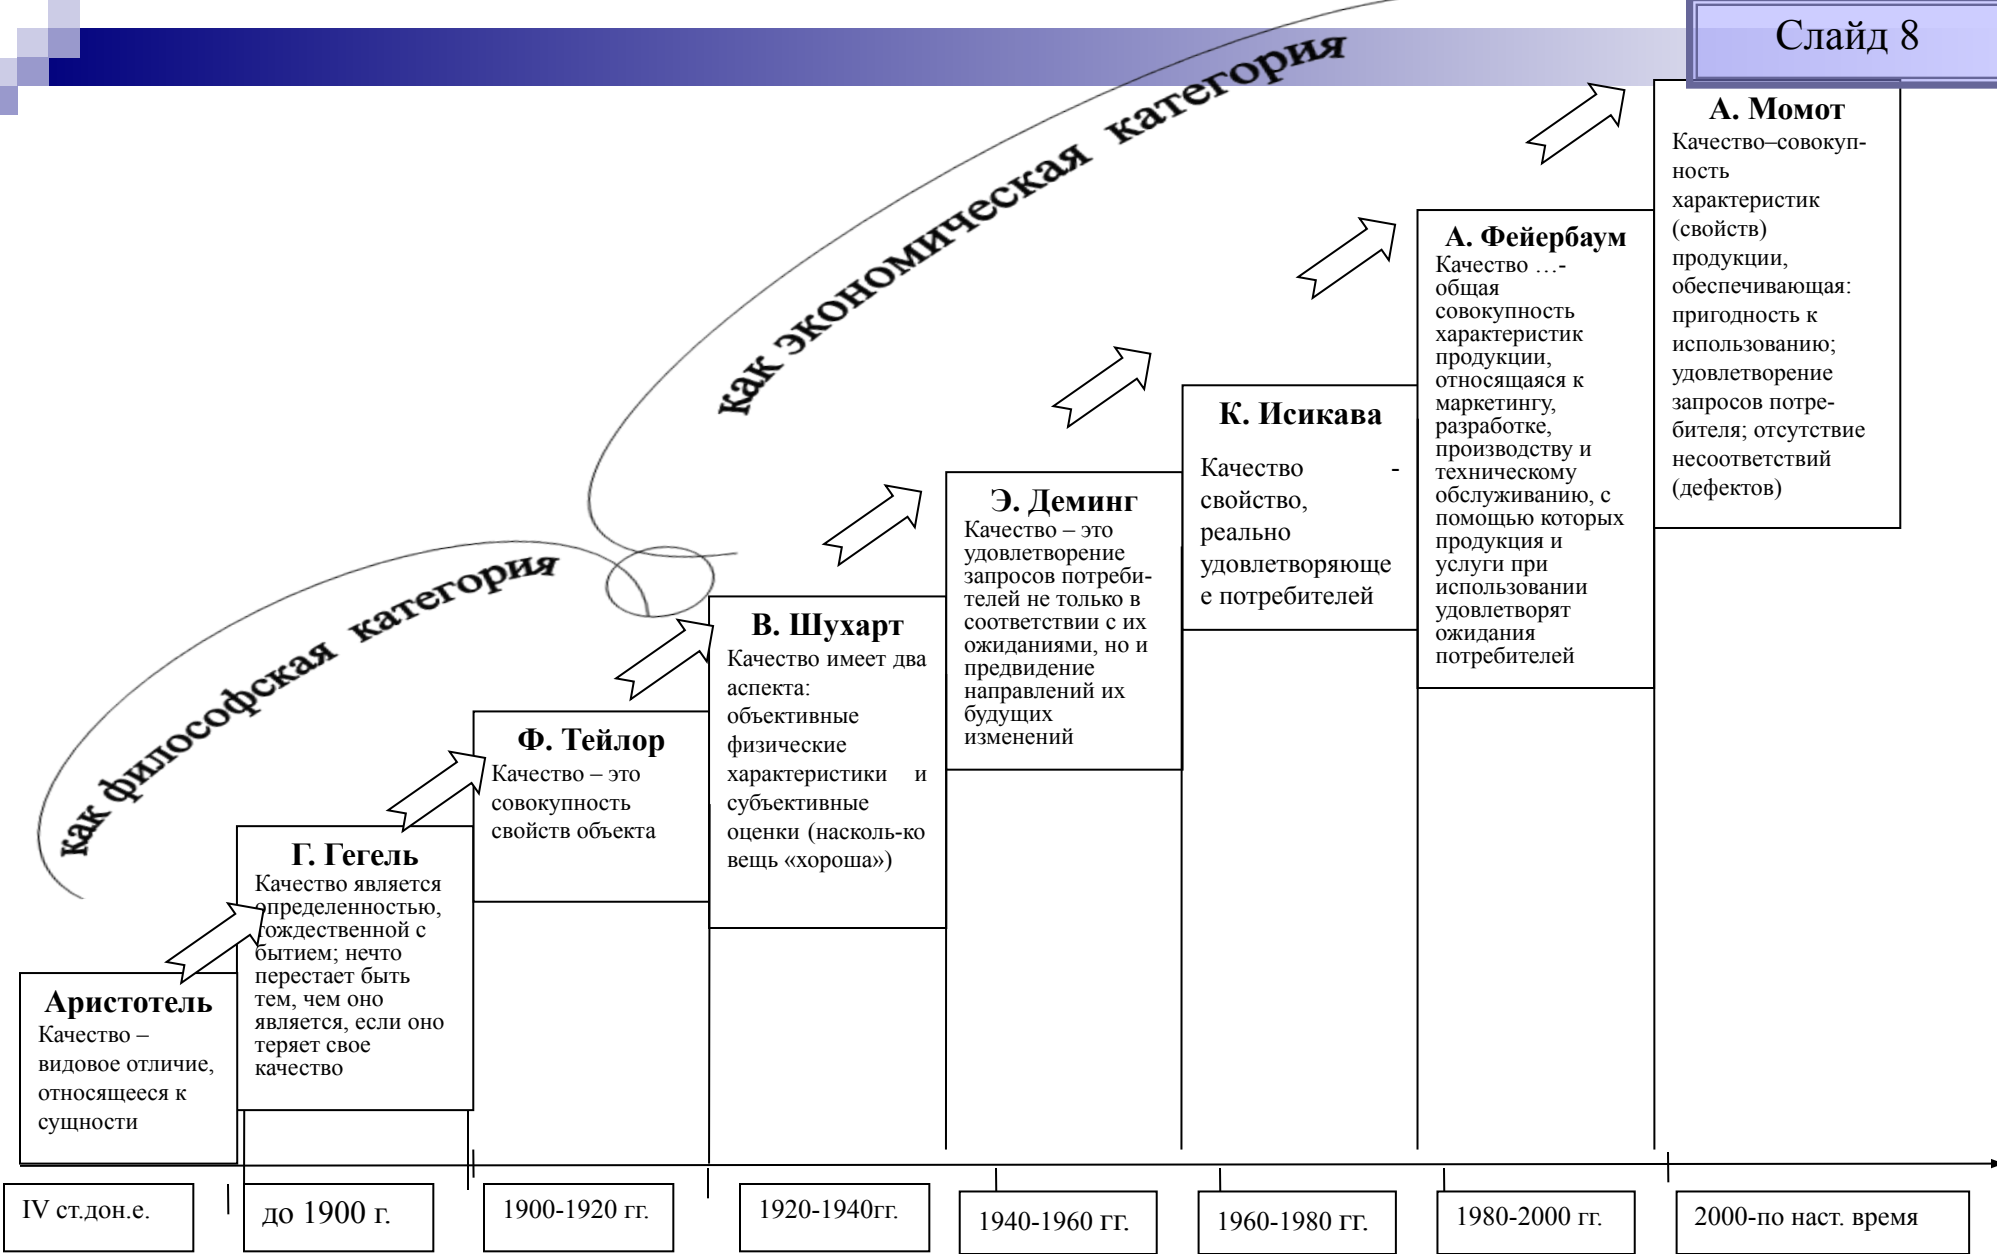 Слайд 8
как экономическая категория
как философская категория
А. Момот
Качество–совокуп-
ность
характеристик
(свойств)
продукции,
обеспечивающая:
пригодность к
использованию;
удовлетворение
запросов потре-
бителя; отсутствие
несоответствий
(дефектов)
А. Фейербаум
Качество …-
общая
совокупность
характеристик
продукции,
относящаяся к
маркетингу,
разработке,
производству и
техническому
обслуживанию, с
помощью которых
продукция и
услуги при
использовании
удовлетворят
ожидания
потребителей
К. Исикава
Качество -
свойство,
реально
удовлетворяюще
е потребителей
Э. Деминг
Качество – это
удовлетворение
запросов потреби-
телей не только в
соответствии с их
ожиданиями, но и
предвидение
направлений их
будущих
изменений
В. Шухарт
Качество имеет два
аспекта:
объективные
физические
характеристики и
субъективные
оценки (насколь-ко
вещь «хороша»)
Ф. Тейлор
Качество – это
совокупность
свойств объекта
Г. Гегель
Качество является
определенностью,
тождественной с
бытием; нечто
перестает быть
тем, чем оно
является, если оно
теряет свое
качество
Аристотель
Качество –
видовое отличие,
относящееся к
сущности
IV ст.дон.е.
до 1900 г.
1900-1920 гг.
1920-1940гг.
1940-1960 гг.
1960-1980 гг.
1980-2000 гг.
2000-по наст. время